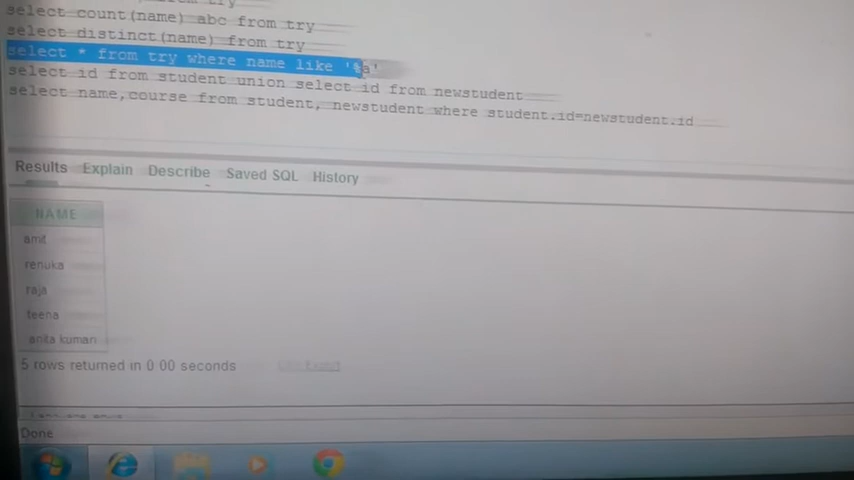 select count(name) abc from try
select distinct(name) from try
select * from try where name like '%a'
select id from student union select id from newstudent
select name,course from student, newstudent where student.id=newstudent.id
Results Explain Describe Saved SQL History
NAME
amit
renuka
raja
teena
anita kumari
5 rows returned in 0.00 seconds
Done